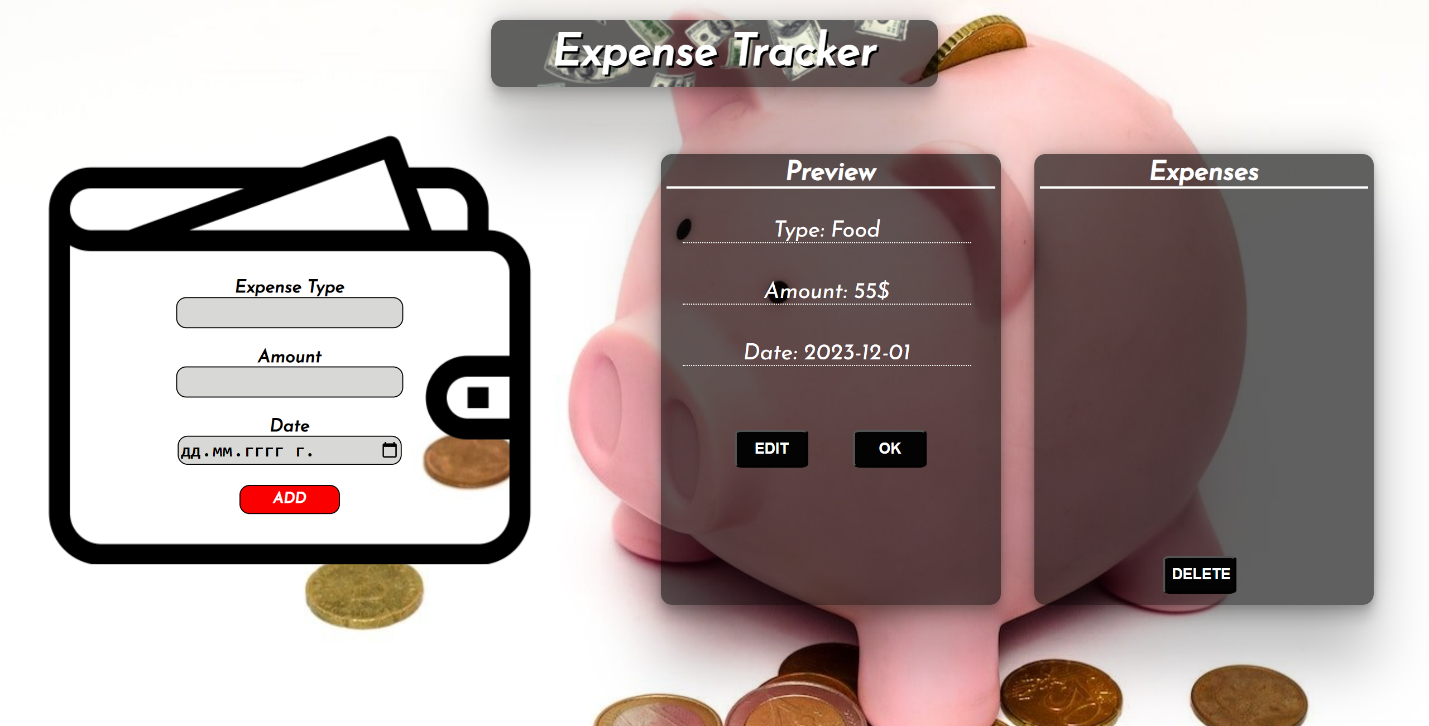 Expense Tracker
Expense Type
Amount
Date
дд.мм.гггг г.
ADD
Preview
Type: Food
Amount: 55$
Date: 2023-12-01
EDIT
OK
Expenses
DELETE